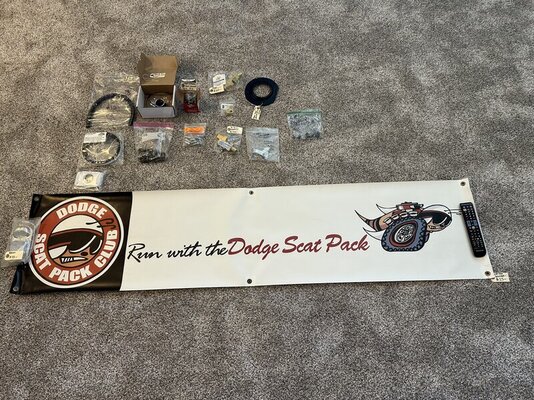 DODGE
SCAT PACK CLUB
Run with the Dodge Scat Pack